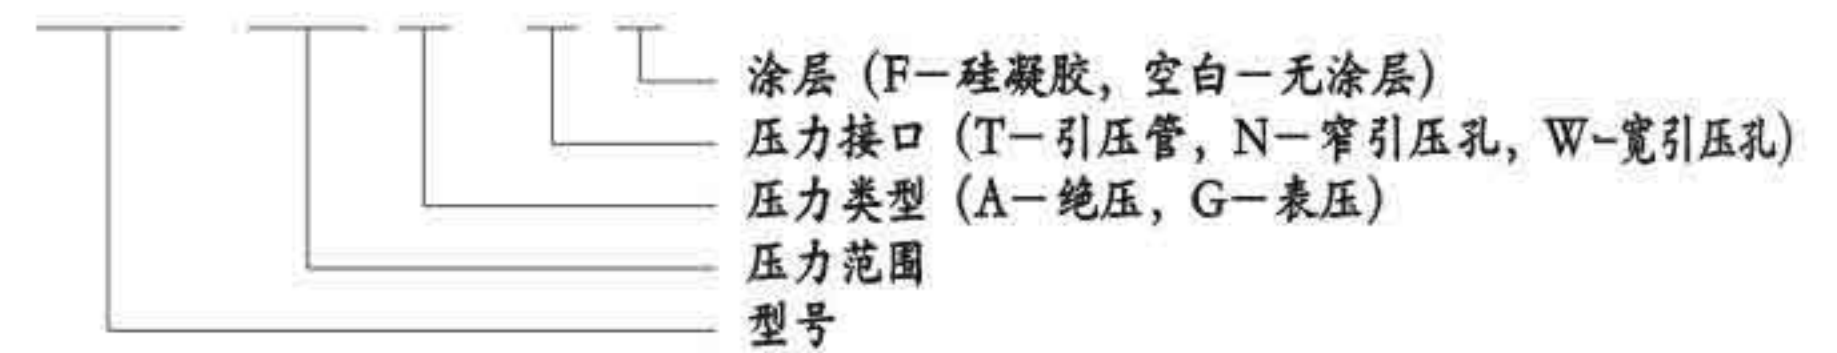 涂层 (F－硅凝胶, 空白－无涂层)
压力接口 (T－引压管, N－窄引压孔, W-宽引压孔)
压力类型 (A－绝压, G－表压)
压力范围
型号